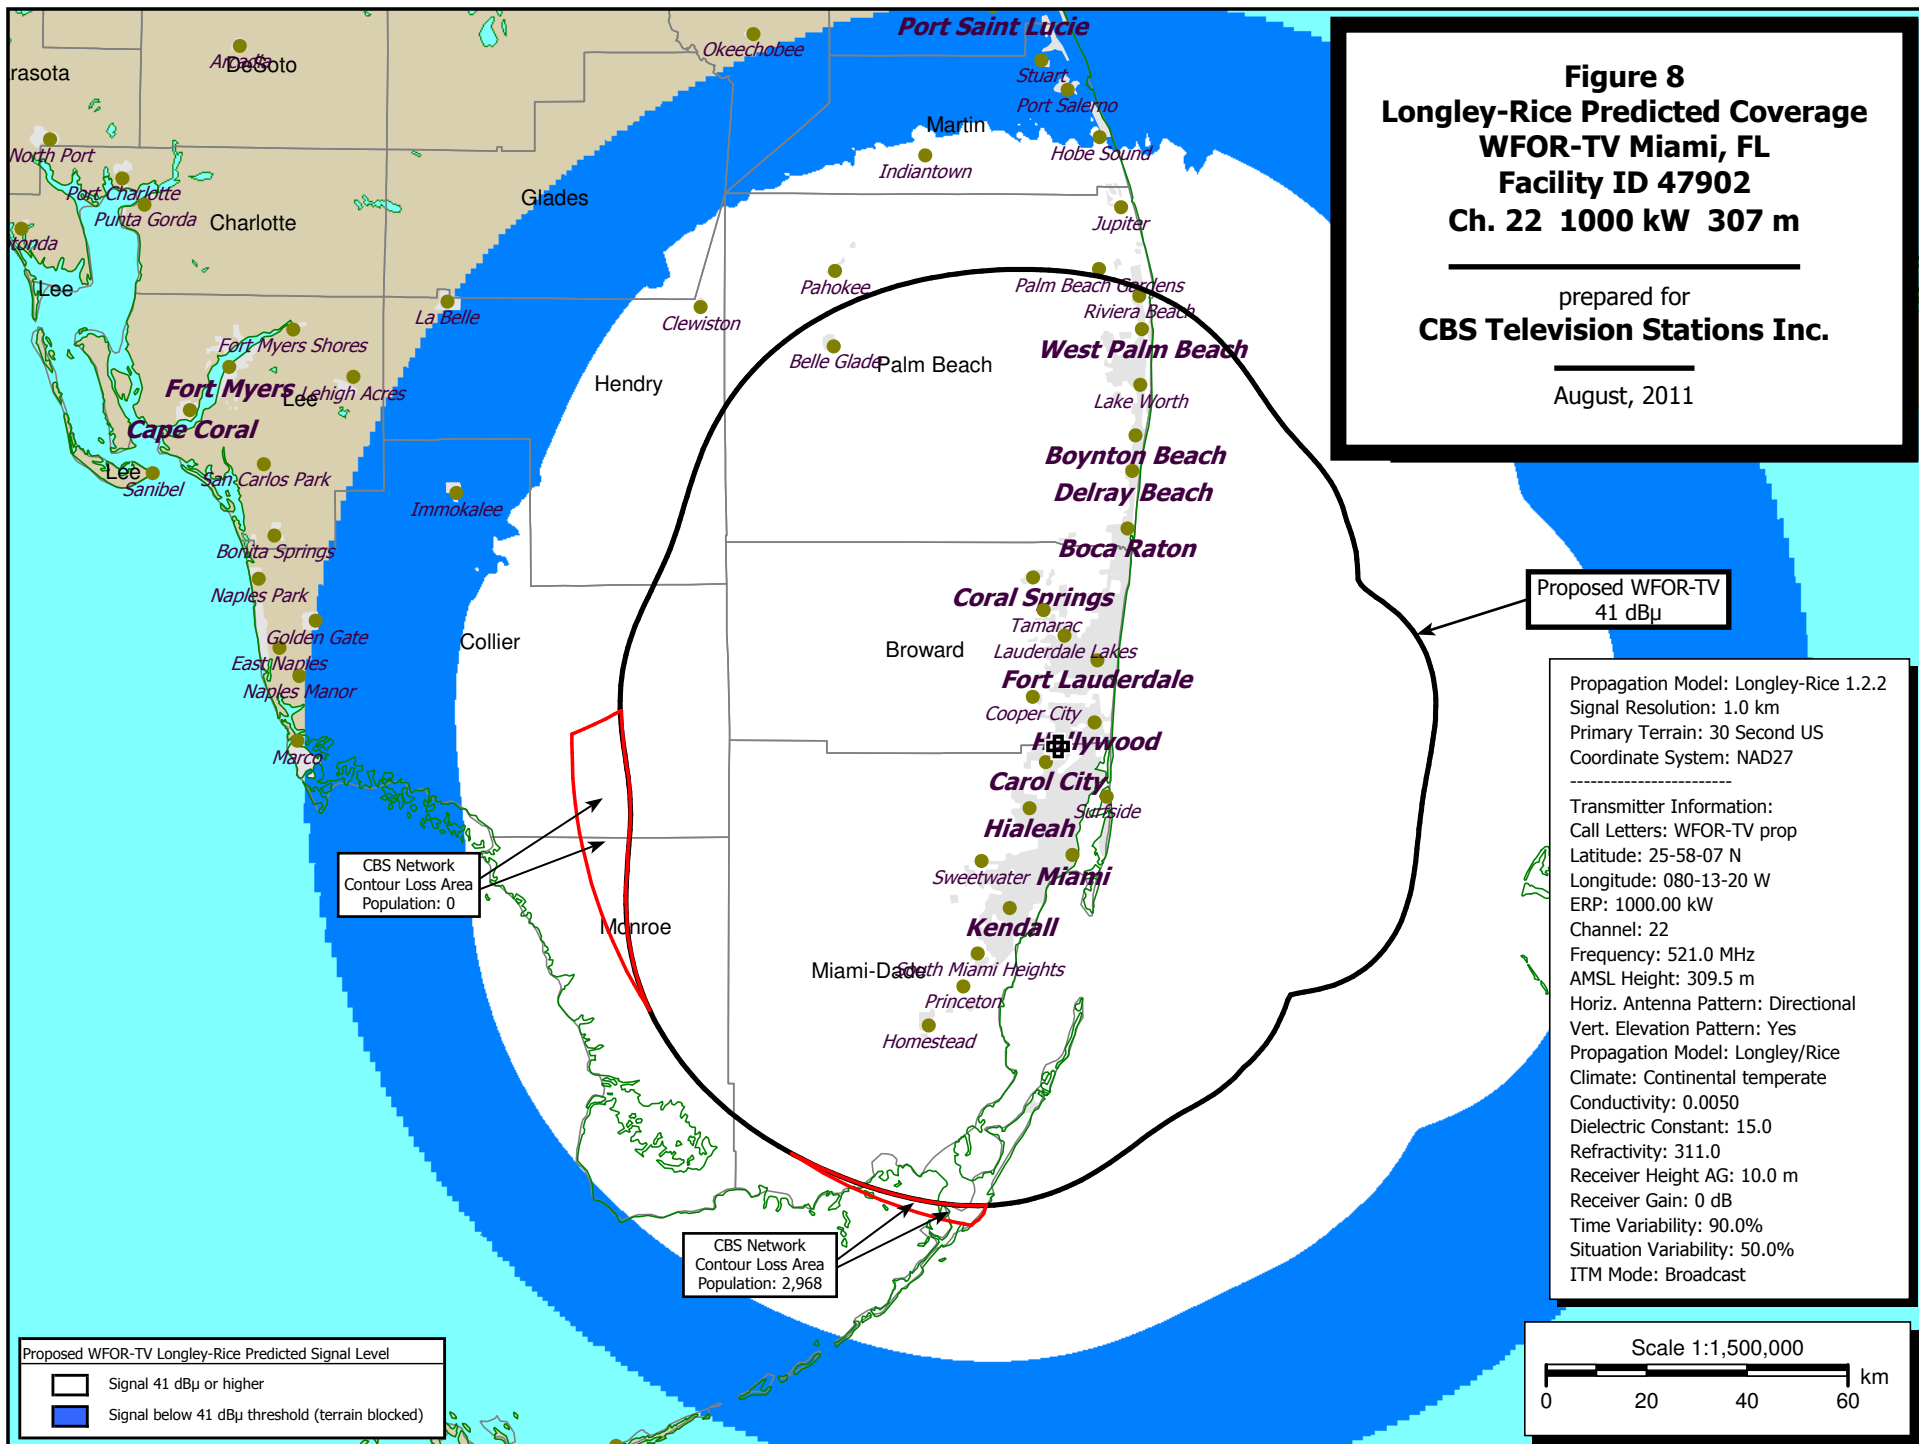 Figure 8
Longley-Rice Predicted Coverage
WFOR-TV Miami, FL
Facility ID 47902
Ch. 22 1000 kW 307 m
prepared for
CBS Television Stations Inc.
August, 2011
Port Saint Lucie
Okeechobee
Arcadia
DeSoto
rasota
Stuart
Port Salerno
Martin
Hobe Sound
North Port
Indiantown
Port Charlotte
Glades
Punta Gorda
Charlotte
Jupiter
tonda
Lee
Pahokee
Palm Beach Gardens
La Belle
Clewiston
Riviera Beach
Fort Myers Shores
West Palm Beach
Belle Glade
Palm Beach
Fort Myers
Lehigh Acres
Lee
Hendry
Lake Worth
Cape Coral
Boynton Beach
Lee
San Carlos Park
Sanibel
Delray Beach
Immokalee
Bonita Springs
Boca Raton
Naples Park
Coral Springs
Proposed WFOR-TV
41 dBµ
Tamarac
Golden Gate
Collier
Broward
Lauderdale Lakes
East Naples
Fort Lauderdale
Naples Manor
Cooper City
Hollywood
Marco
Carol City
Surfside
Hialeah
CBS Network
Contour Loss Area
Population: 0
Sweetwater
Miami
Monroe
Kendall
Miami-Dade
South Miami Heights
Princeton
Homestead
CBS Network
Contour Loss Area
Population: 2,968
Propagation Model: Longley-Rice 1.2.2
Signal Resolution: 1.0 km
Primary Terrain: 30 Second US
Coordinate System: NAD27
------------------------
Transmitter Information:
Call Letters: WFOR-TV prop
Latitude: 25-58-07 N
Longitude: 080-13-20 W
ERP: 1000.00 kW
Channel: 22
Frequency: 521.0 MHz
AMSL Height: 309.5 m
Horiz. Antenna Pattern: Directional
Vert. Elevation Pattern: Yes
Propagation Model: Longley/Rice
Climate: Continental temperate
Conductivity: 0.0050
Dielectric Constant: 15.0
Refractivity: 311.0
Receiver Height AG: 10.0 m
Receiver Gain: 0 dB
Time Variability: 90.0%
Situation Variability: 50.0%
ITM Mode: Broadcast
Proposed WFOR-TV Longley-Rice Predicted Signal Level
Signal 41 dBµ or higher
Signal below 41 dBµ threshold (terrain blocked)
Scale 1:1,500,000
km
0 20 40 60